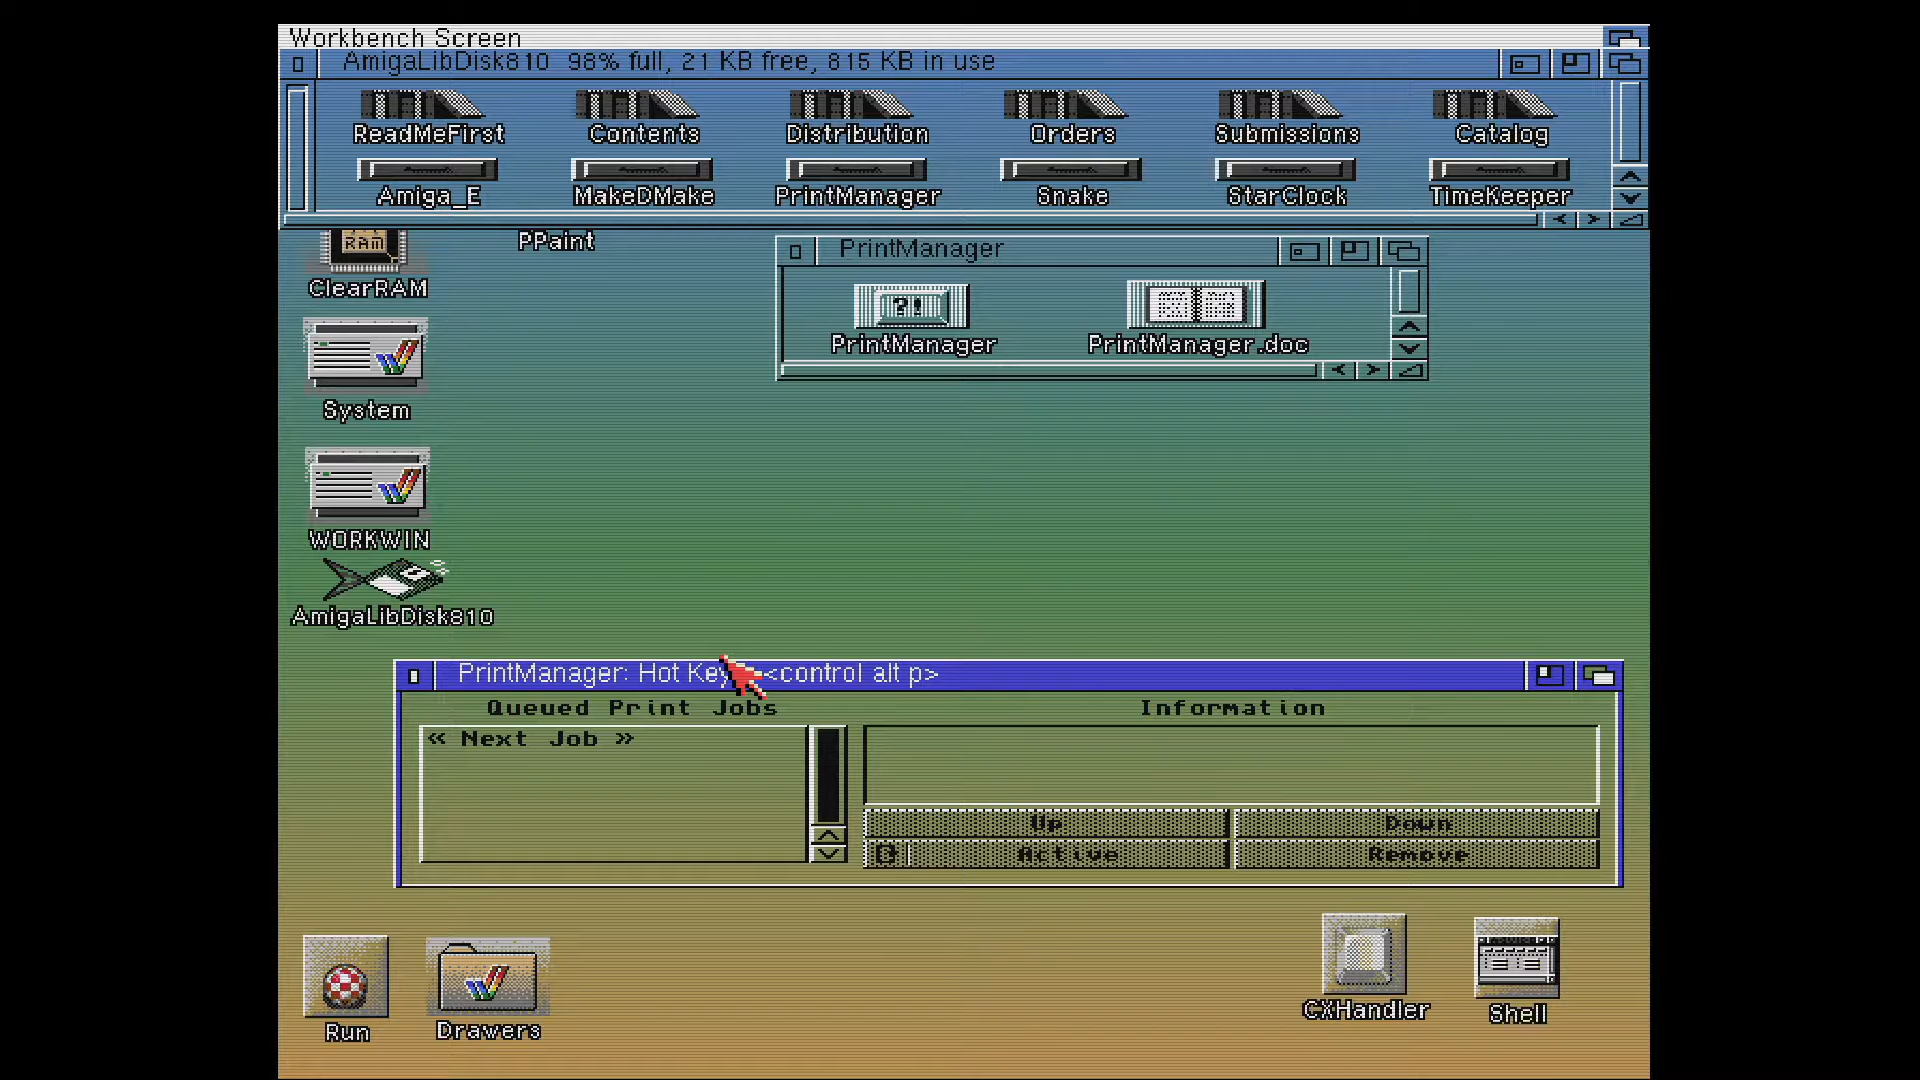 Workbench Screen
AmigaLibDisk810 98% full, 21 KB free, 815 KB in use
ReadMeFirst Contents Distribution Orders Submissions Catalog
Amiga_E MakeDMake PrintManager Snake StarClock TimeKeeper
RAM
ClearRAM
PPaint
PrintManager
?!
PrintManager PrintManager.doc
System
WORKWIN
AmigaLibDisk810
PrintManager: Hot Key <control alt p>
Queued Print Jobs
Information
« Next Job »
Up Down
Active Remove
Run Drawers CXHandler Shell